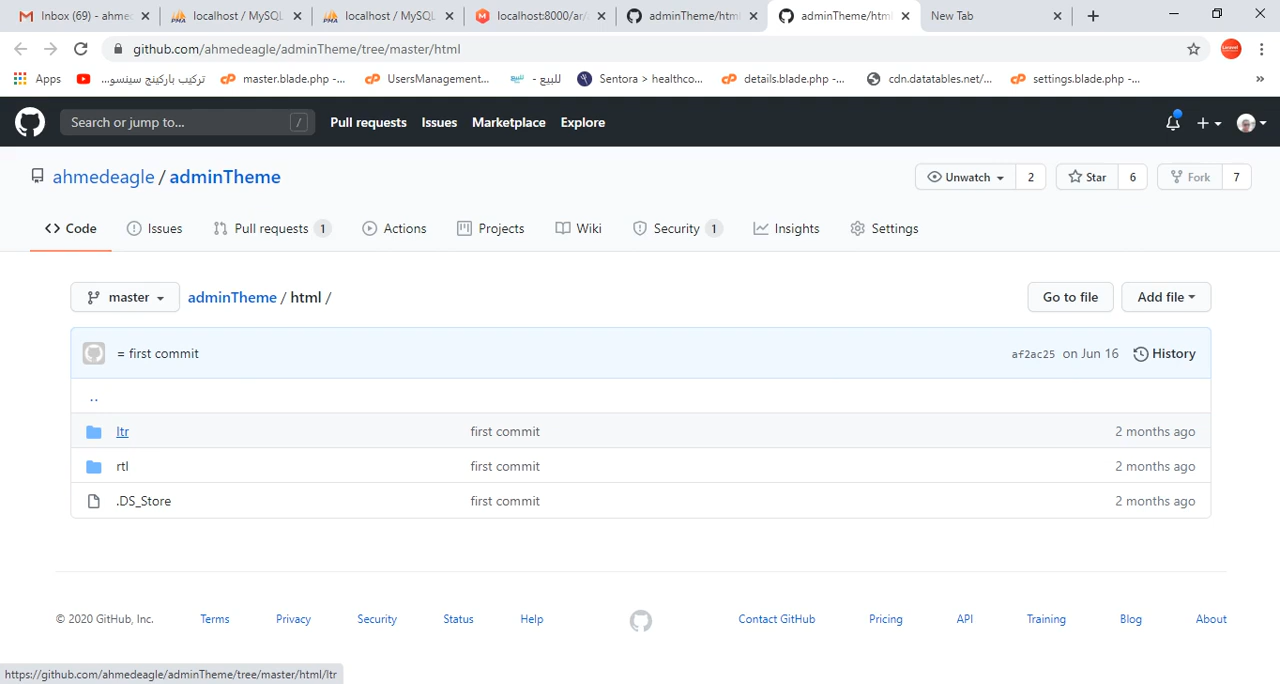 Inbox (69) - ahmed
localhost / MySQL
localhost / MySQL
localhost:8000/ar/
adminTheme/html
adminTheme/html
New Tab
github.com/ahmedeagle/adminTheme/tree/master/html
Apps
تركيب باركينج سينسو...
master.blade.php -...
UsersManagement...
للبيع - للبيع
Sentora > healthco...
details.blade.php -...
cdn.datatables.net/...
settings.blade.php -...
»
Search or jump to...
/
Pull requests
Issues
Marketplace
Explore
ahmedeagle / adminTheme
Unwatch 2
Star 6
Fork 7
Code
Issues
Pull requests 1
Actions
Projects
Wiki
Security 1
Insights
Settings
master
adminTheme / html /
Go to file
Add file
= first commit
af2ac25 on Jun 16
History
..
ltr first commit 2 months ago
rtl first commit 2 months ago
.DS_Store first commit 2 months ago
© 2020 GitHub, Inc.
Terms
Privacy
Security
Status
Help
Contact GitHub
Pricing
API
Training
Blog
About
https://github.com/ahmedeagle/adminTheme/tree/master/html/ltr